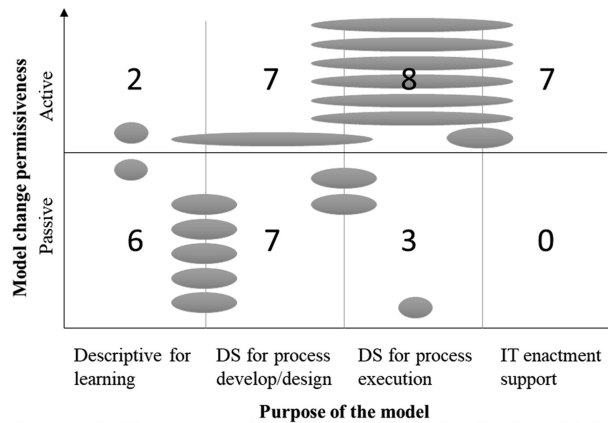 Model change permissiveness
Active
Passive
2
7
8
7
6
7
3
0
Descriptive for
learning
DS for process
develop/design
DS for process
execution
IT enactment
support
Purpose of the model